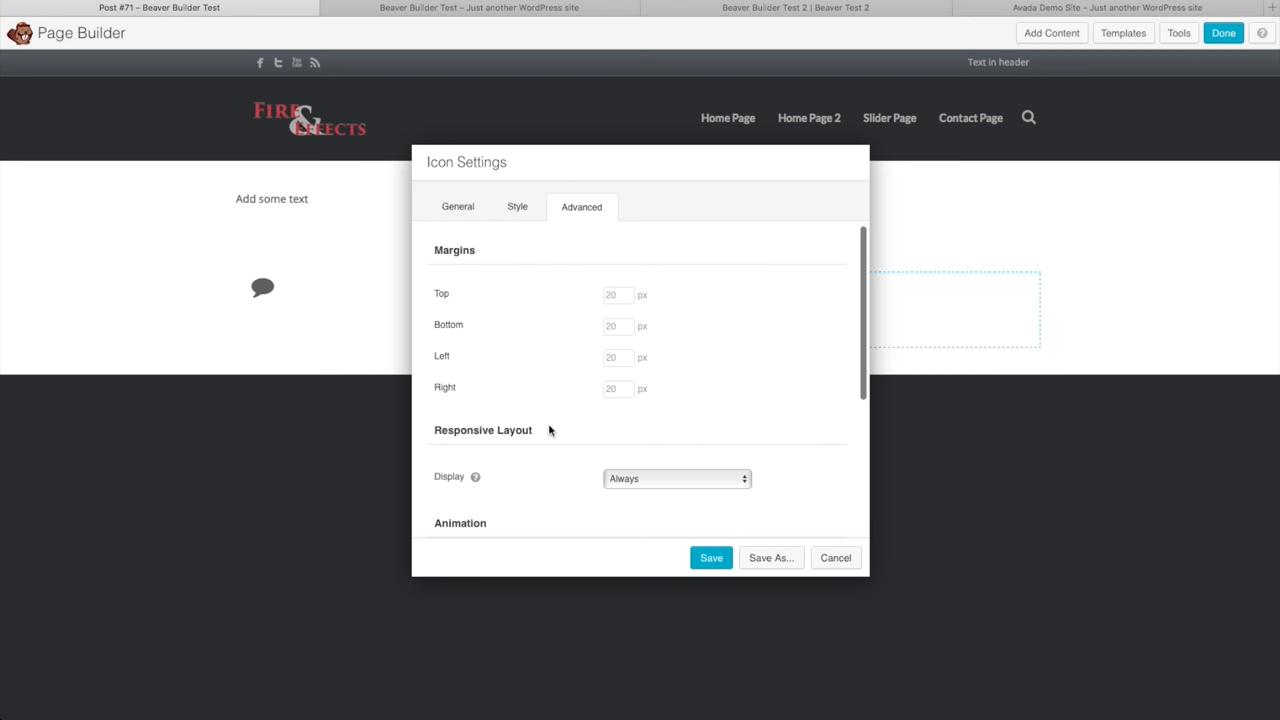 Post #71 – Beaver Builder Test
Beaver Builder Test – Just another WordPress site
Beaver Builder Test 2 | Beaver Builder Test 2
Avada Demo Site – Just another WordPress site
+
Page Builder
Add Content
Templates
Tools
Done
?
Text in header
FIRE & EFFECTS
Home Page
Home Page 2
Slider Page
Contact Page
Icon Settings
General
Style
Advanced
Add some text
Margins
Top
20 px
Bottom
20 px
Left
20 px
Right
20 px
Responsive Layout
Display ?
Always
Animation
Save
Save As...
Cancel